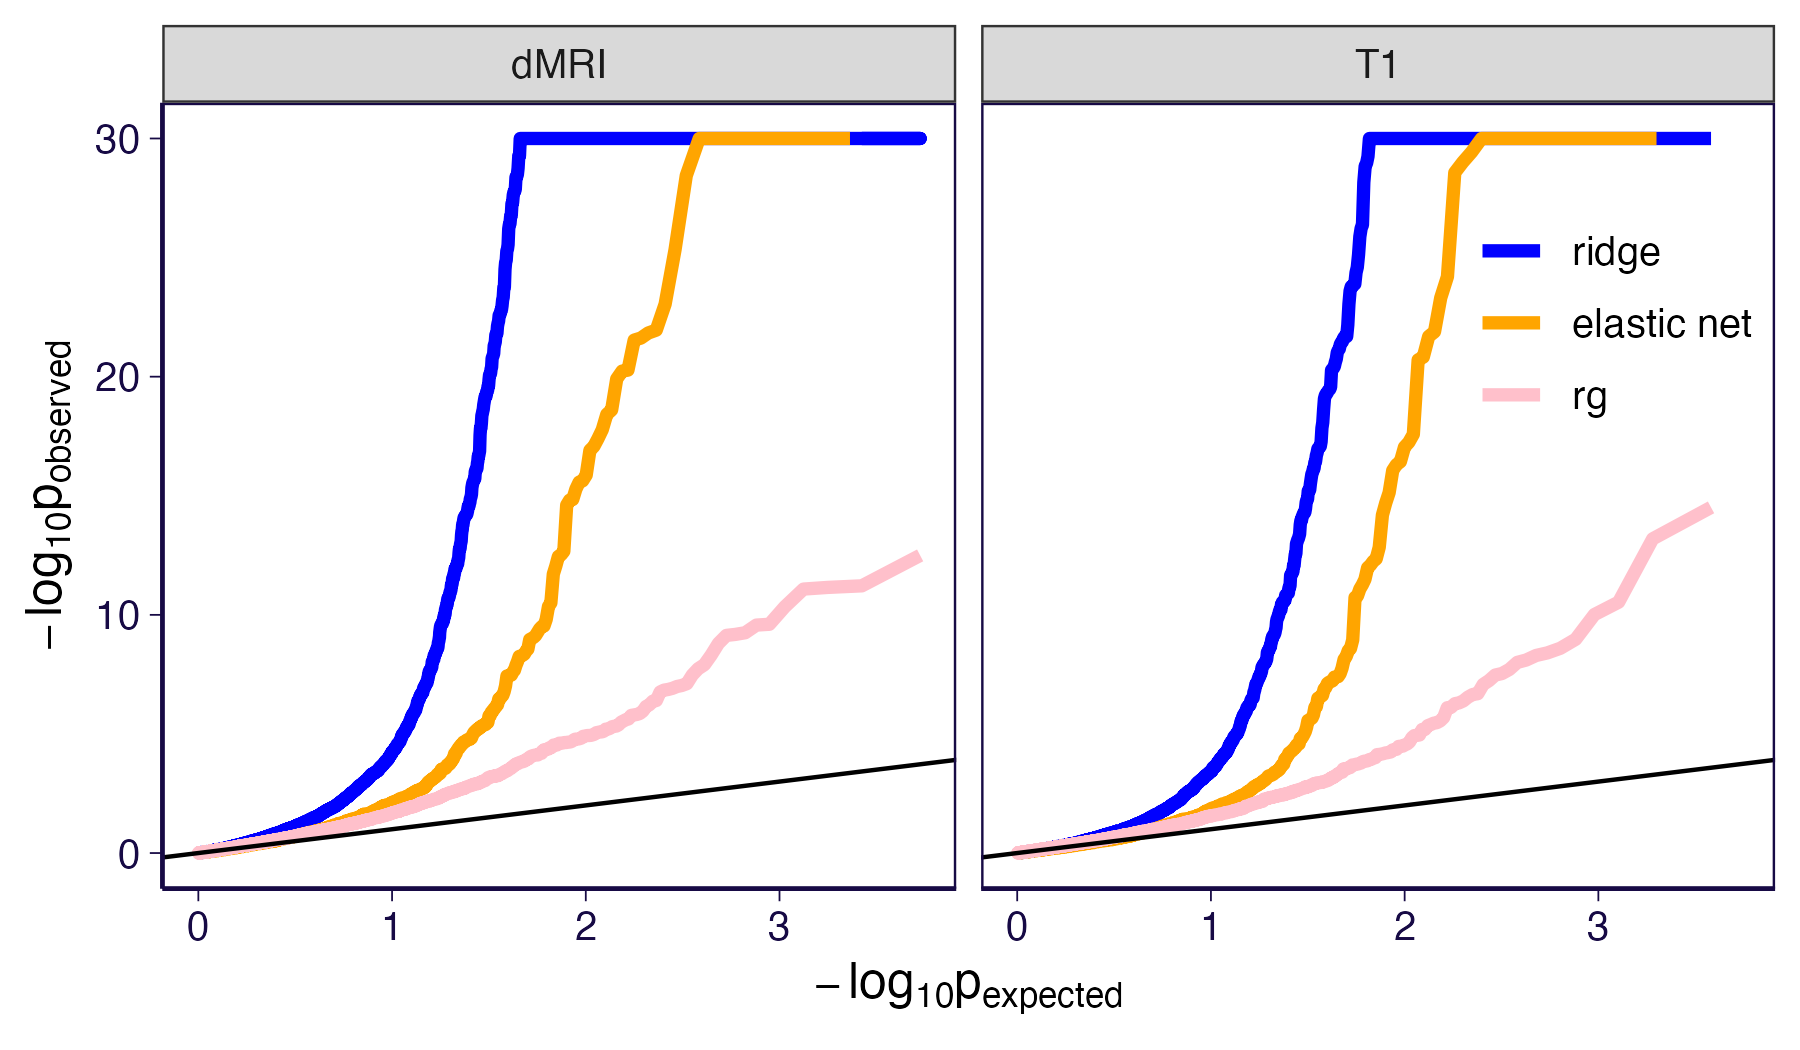 dMRI
T1
30
20
10
0
−log10pobserved
ridge
elastic net
rg
0 1 2 3
0 1 2 3
−log10pexpected